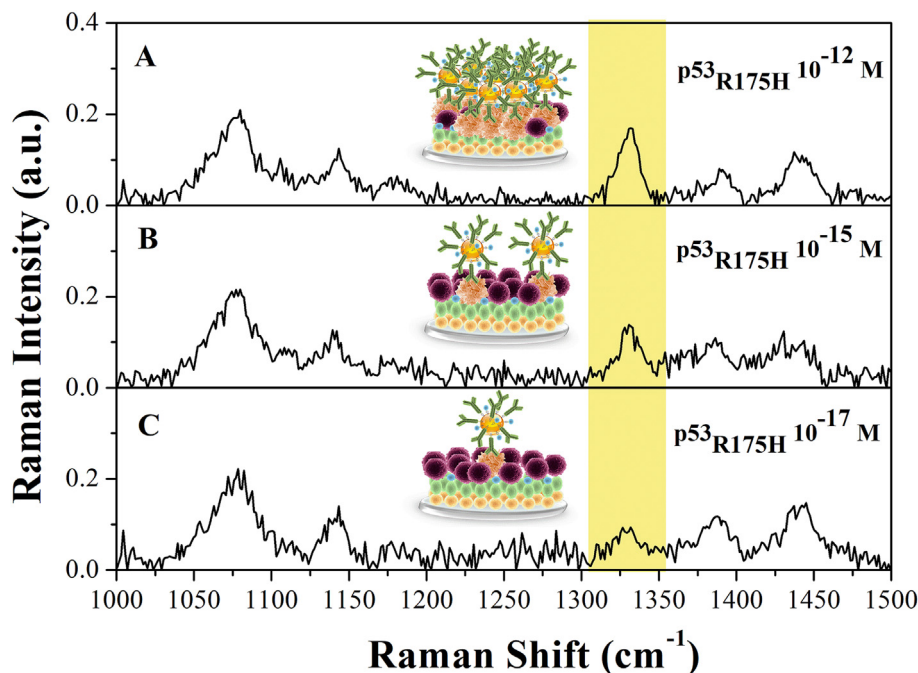 0.4
A
p53R175H 10-12 M
0.2
0.0
B
p53R175H 10-15 M
0.2
0.0
C
p53R175H 10-17 M
0.2
0.0
1000 1050 1100 1150 1200 1250 1300 1350 1400 1450 1500
Raman Intensity (a.u.)
Raman Shift (cm-1)